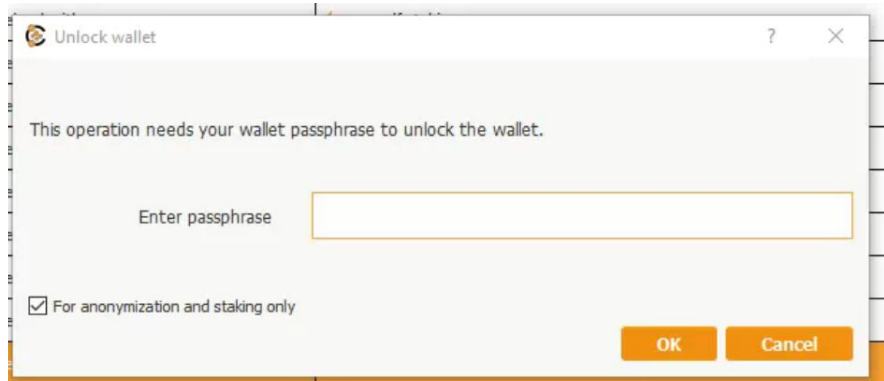 Unlock wallet
?
This operation needs your wallet passphrase to unlock the wallet.
Enter passphrase
For anonymization and staking only
OK
Cancel